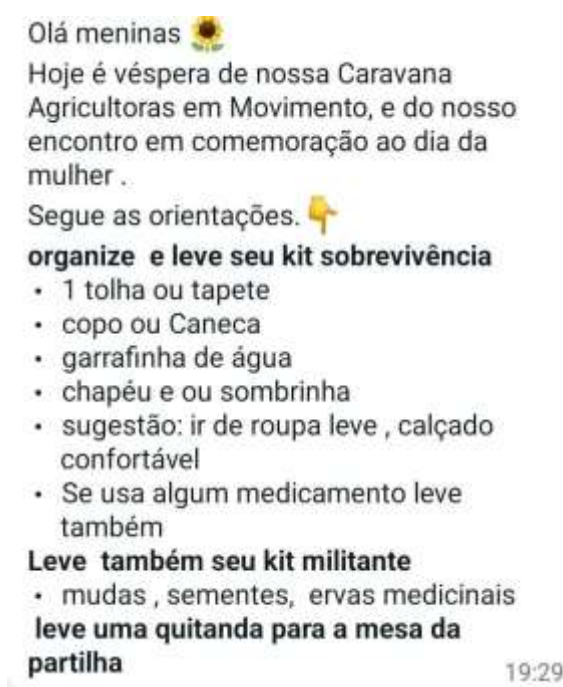 Olá meninas 🌻
Hoje é véspera de nossa Caravana
Agricultoras em Movimento, e do nosso
encontro em comemoração ao dia da
mulher .
Segue as orientações. 👇
organize  e leve seu kit sobrevivência
• 1 tolha ou tapete
• copo ou Caneca
• garrafinha de água
• chapéu e ou sombrinha
• sugestão: ir de roupa leve , calçado
confortável
• Se usa algum medicamento leve
também
Leve  também seu kit militante
• mudas , sementes,  ervas medicinais
leve uma quitanda para a mesa da
partilha
19:29